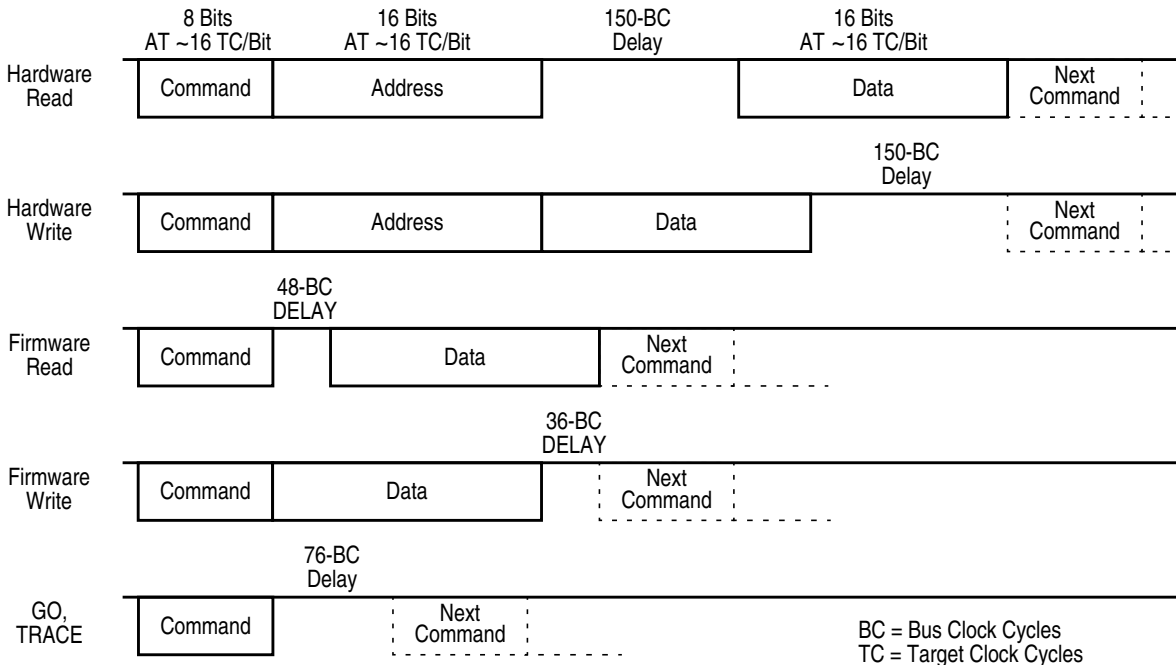 8 Bits
AT ~16 TC/Bit
16 Bits
AT ~16 TC/Bit
150-BC
Delay
16 Bits
AT ~16 TC/Bit
Hardware
Read
Command
Address
Data
Next
Command
150-BC
Delay
Hardware
Write
Command
Address
Data
Next
Command
48-BC
DELAY
Firmware
Read
Command
Data
Next
Command
36-BC
DELAY
Firmware
Write
Command
Data
Next
Command
76-BC
Delay
GO,
TRACE
Command
Next
Command
BC = Bus Clock Cycles
TC = Target Clock Cycles